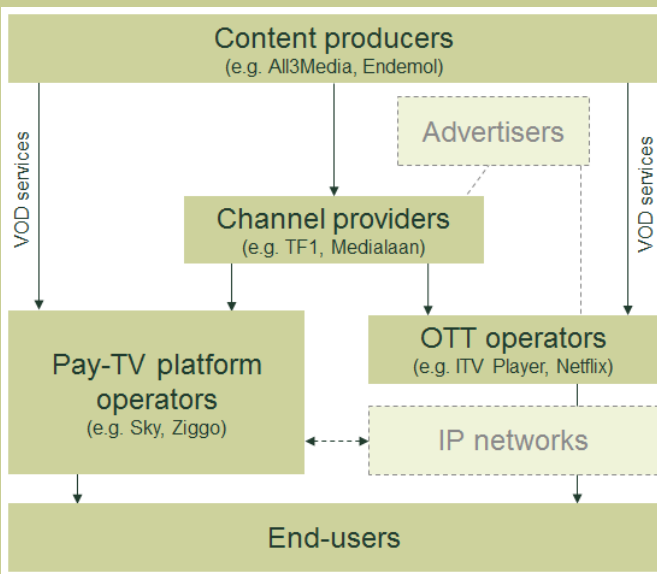 Content producers
(e.g. All3Media, Endemol)
VOD services
Advertisers
VOD services
Channel providers
(e.g. TF1, Medialaan)
Pay-TV platform
operators
(e.g. Sky, Ziggo)
OTT operators
(e.g. ITV Player, Netflix)
IP networks
End-users